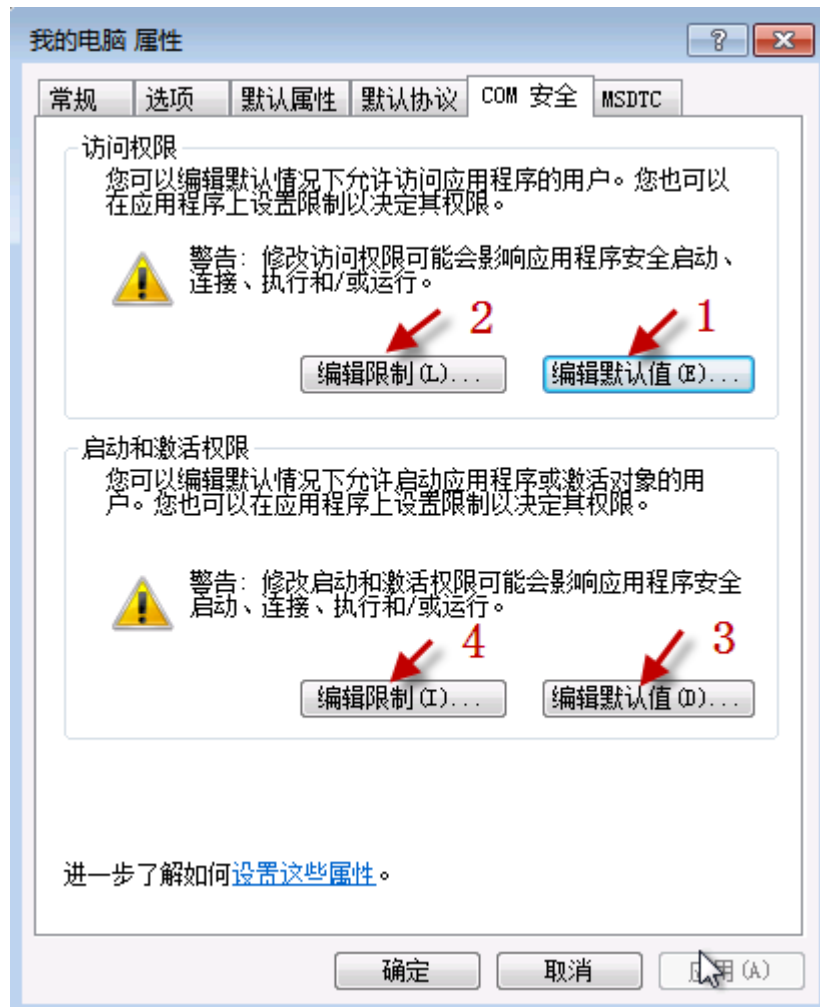 我的电脑 属性
?
常规 选项 默认属性 默认协议 COM 安全 MSDTC
访问权限
您可以编辑默认情况下允许访问应用程序的用户。您也可以
在应用程序上设置限制以决定其权限。
警告: 修改访问权限可能会影响应用程序安全启动、
连接、执行和/或运行。
2 1
编辑限制(L)... 编辑默认值(E)...
启动和激活权限
您可以编辑默认情况下允许启动应用程序或激活对象的用
户。您也可以在应用程序上设置限制以决定其权限。
警告: 修改启动和激活权限可能会影响应用程序安全
启动、连接、执行和/或运行。
4 3
编辑限制(I)... 编辑默认值(D)...
进一步了解如何设置这些属性。
确定 取消 应用(A)